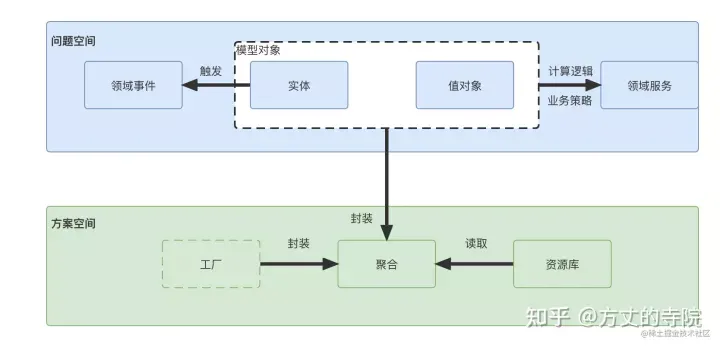 问题空间
模型对象
领域事件
触发
实体
值对象
计算逻辑
业务策略
领域服务
封装
方案空间
工厂
封装
聚合
读取
资源库
知乎 @方丈的寺院
@稀土掘金技术社区